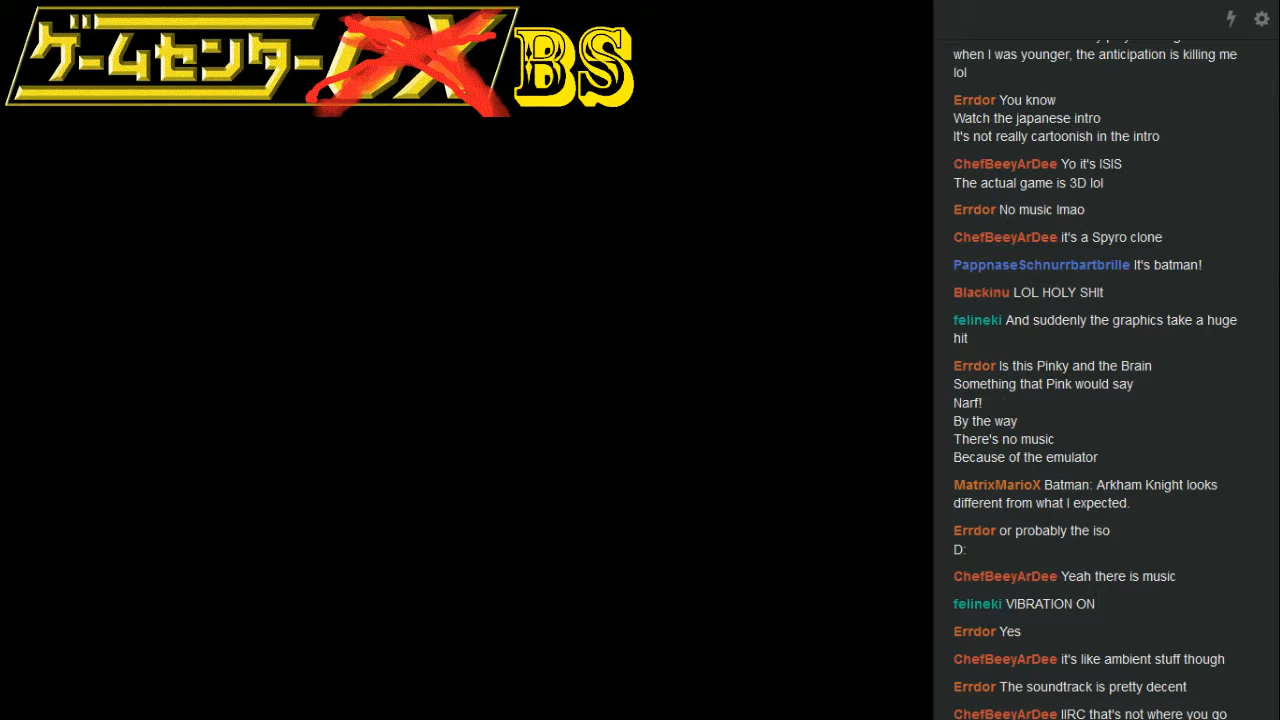 ゲームセンターDX BS
when I was younger, the anticipation is killing me
lol
Errdor You know
Watch the japanese intro
It's not really cartoonish in the intro
ChefBeeyArDee Yo it's ISIS
The actual game is 3D lol
Errdor No music lmao
ChefBeeyArDee it's a Spyro clone
PappnaseSchnurrbartbrille It's batman!
Blackinu LOL HOLY SHIt
felineki And suddenly the graphics take a huge
hit
Errdor Is this Pinky and the Brain
Something that Pink would say
Narf!
By the way
There's no music
Because of the emulator
MatrixMarioX Batman: Arkham Knight looks
different from what I expected.
Errdor or probably the iso
D:
ChefBeeyArDee Yeah there is music
felineki VIBRATION ON
Errdor Yes
ChefBeeyArDee it's like ambient stuff though
Errdor The soundtrack is pretty decent
ChefBeeyArDee IIRC that's not where you go